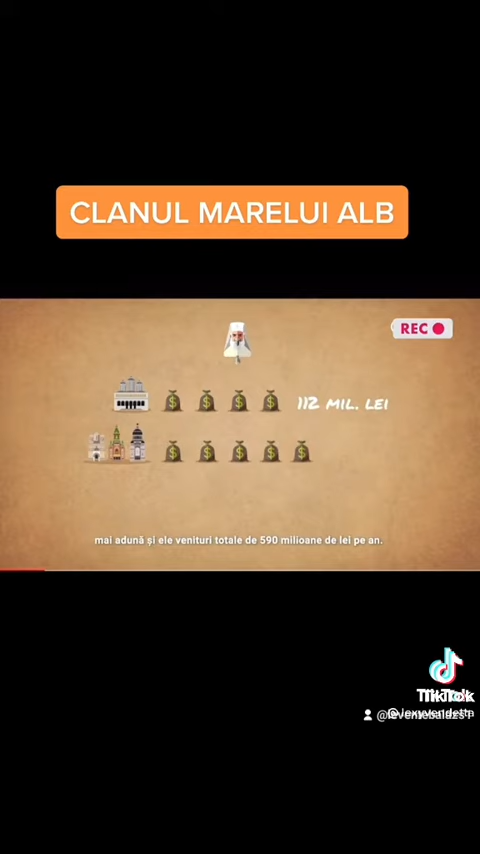 CLANUL MARELUI ALB
REC
112 MIL. LEI
mai adună și ele venituri totale de 590 milioane de lei pe an.
TikTok